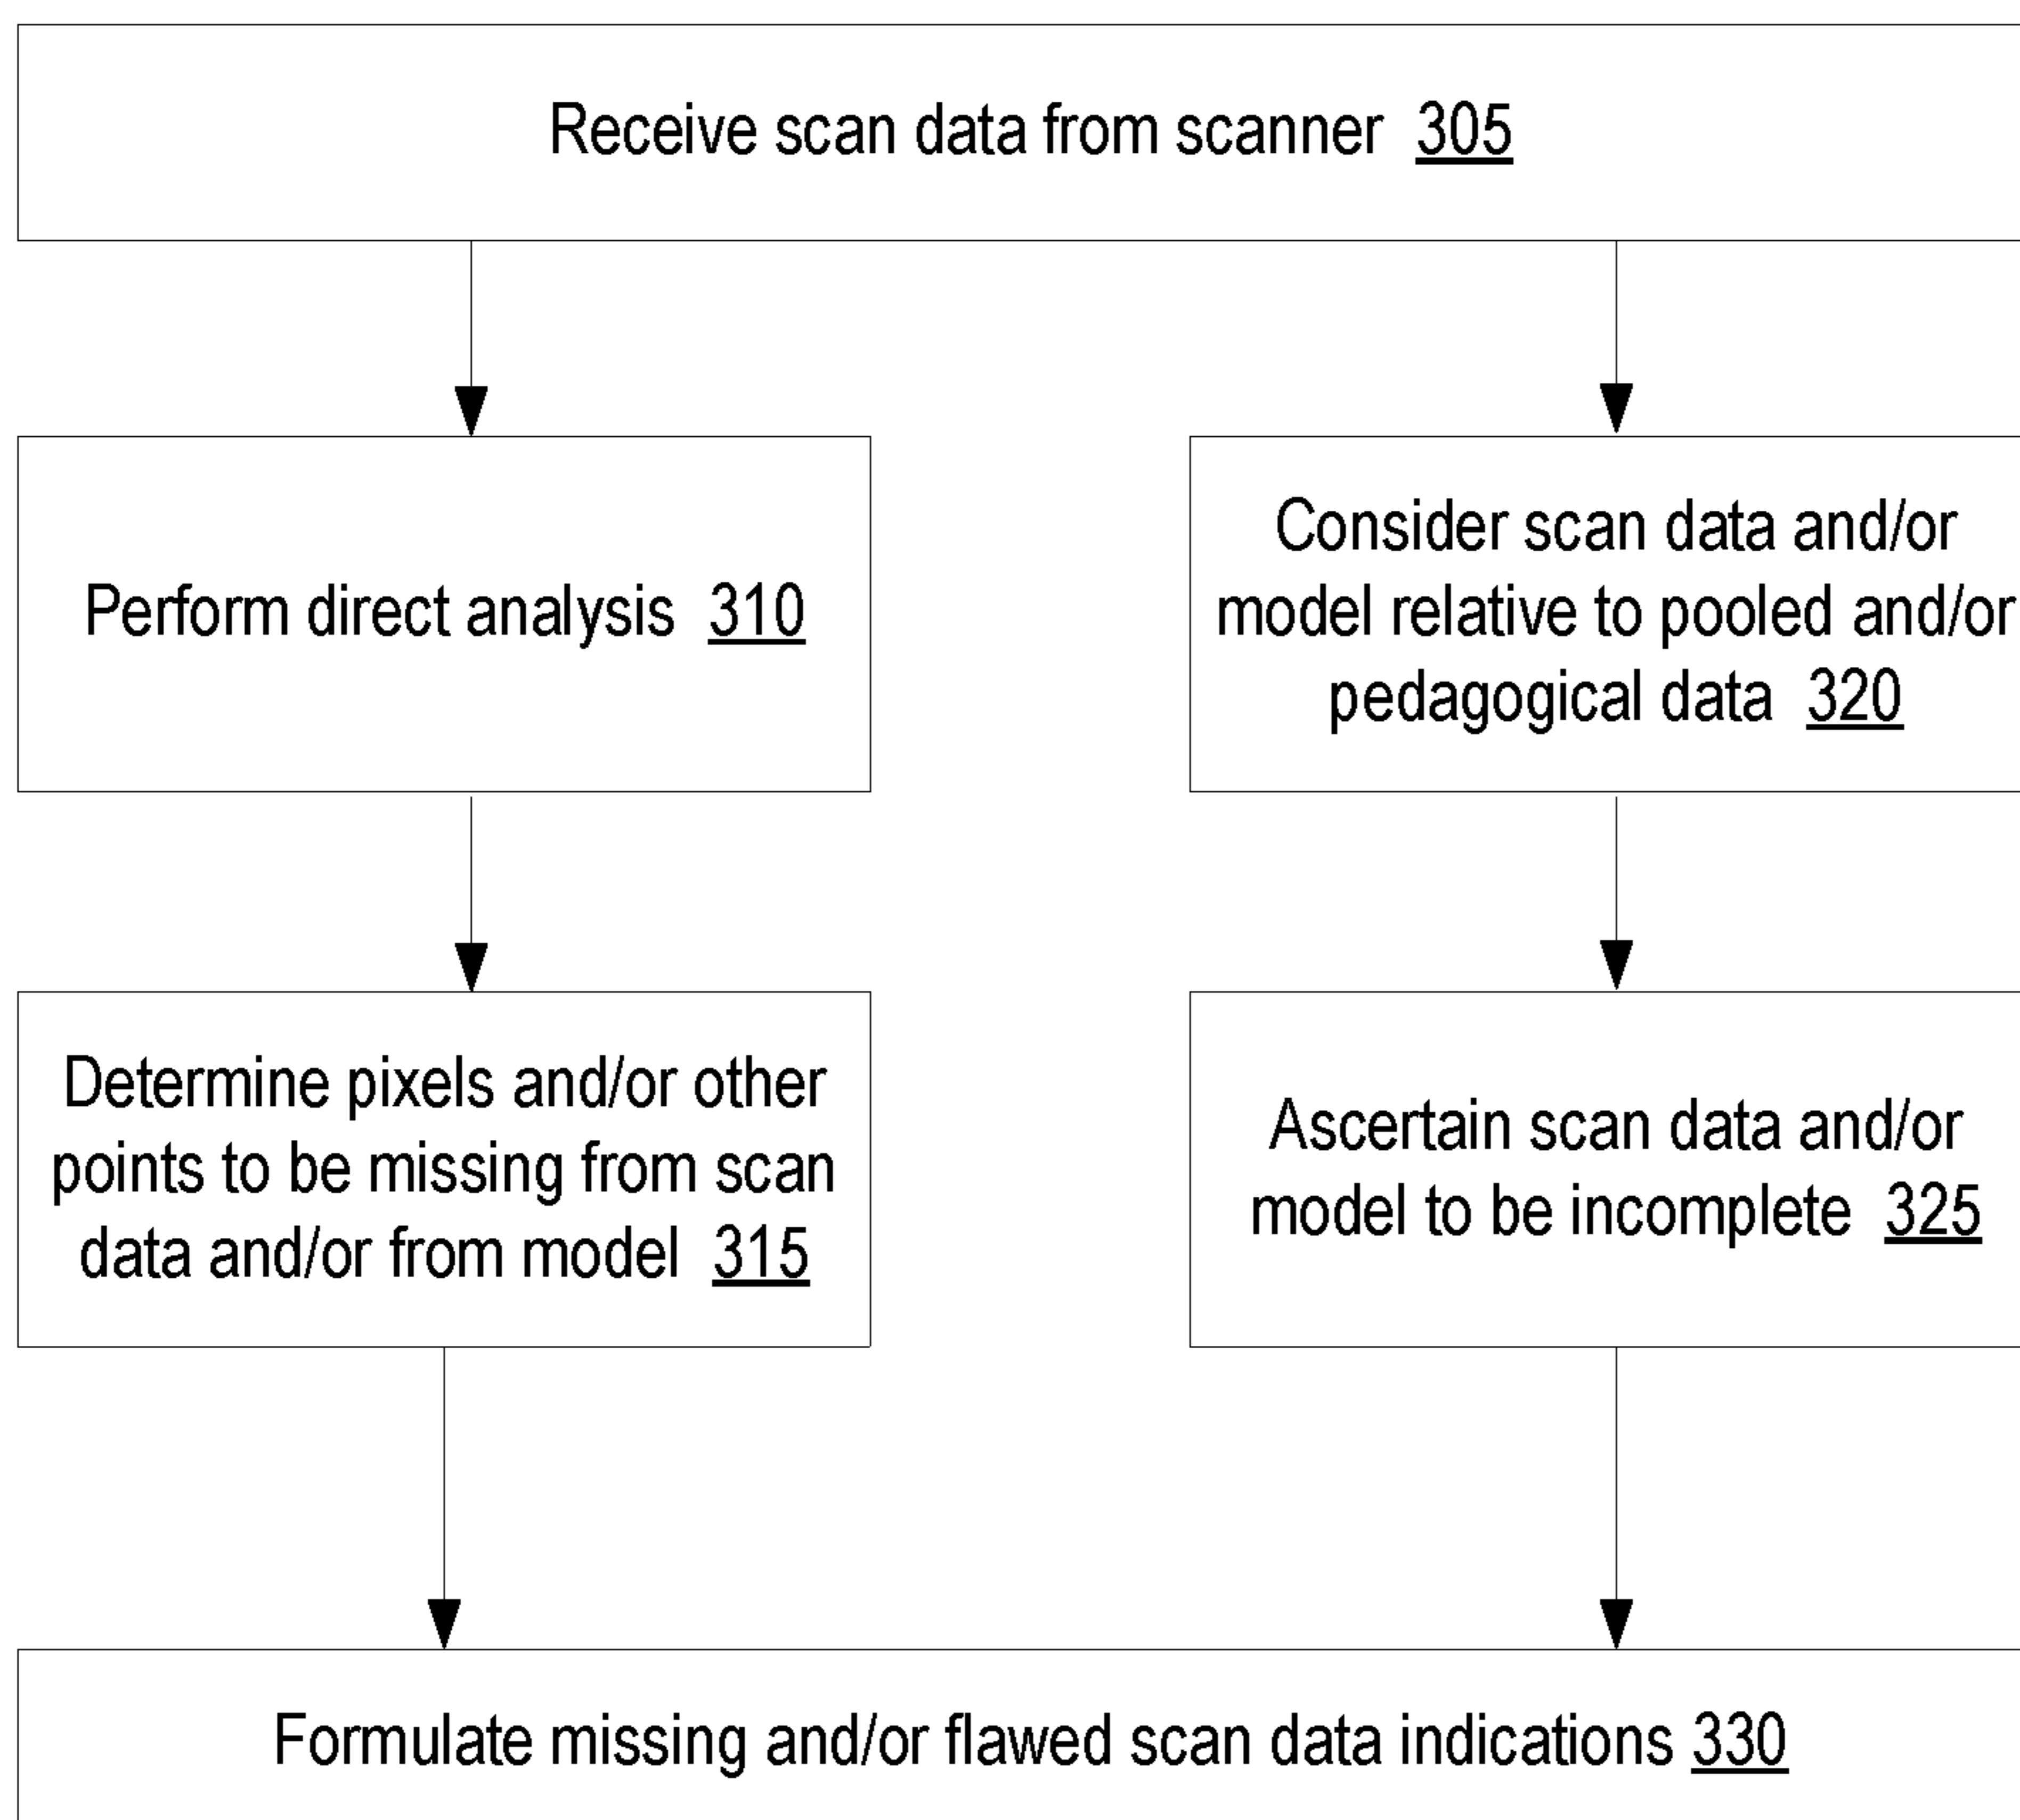 Receive scan data from scanner 305
Perform direct analysis 310
Consider scan data and/or
model relative to pooled and/or
pedagogical data 320
Determine pixels and/or other
points to be missing from scan
data and/or from model 315
Ascertain scan data and/or
model to be incomplete 325
Formulate missing and/or flawed scan data indications 330